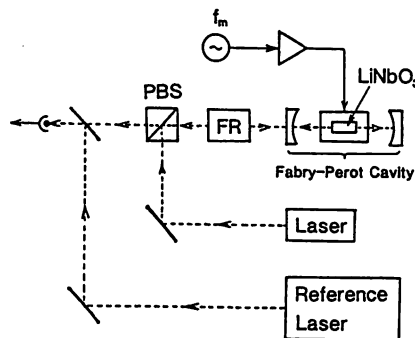 fm
LiNbO3
PBS
FR
Fabry-Perot Cavity
Laser
Reference
Laser